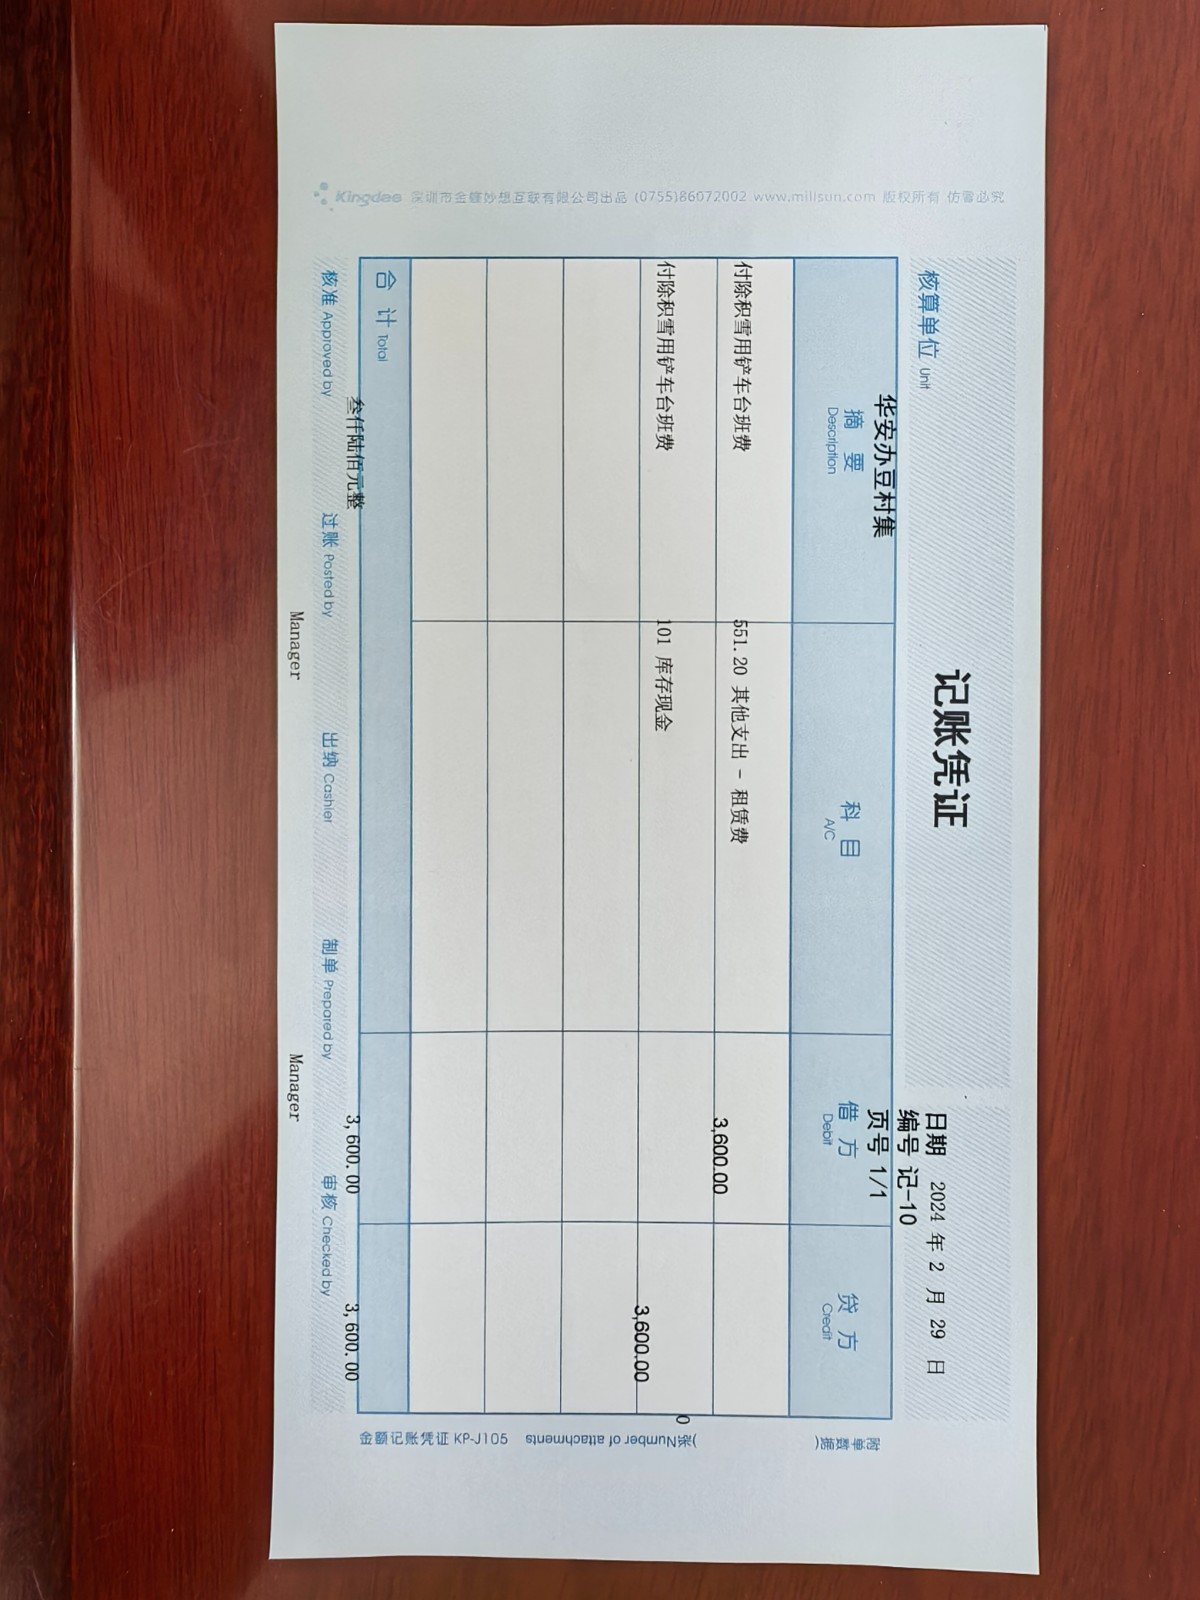 记账凭证
日期 2024 年 2 月 29 日
编号 记-10
页号 1/1
核算单位 Unit 华安办豆村集
摘 要 Description 科 目 A/C 借 方 Debit 贷 方 Credit
付除积雪用铲车台班费 551.20 其他支出 - 租赁费 3,600.00
付除积雪用铲车台班费 101 库存现金 3,600.00
合 计 Total 叁仟陆佰元整 3,600.00 3,600.00
核准 Approved by 过账 Posted by Manager 出纳 Cashier 制单 Prepared by Manager 审核 Checked by
附单数据(
0
)张Number of attachments
金额记账凭证 KP-J105
Kingdee 深圳市金蝶妙想互联有限公司出品 (0755)86072002 www.millsun.com 版权所有 仿冒必究